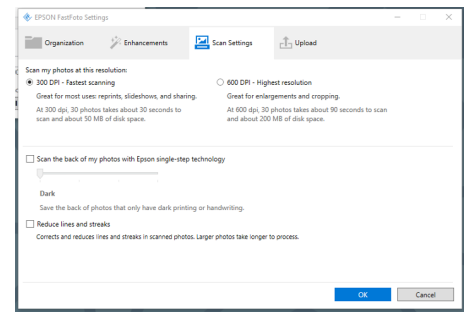 EPSON FastFoto Settings
Organization
Enhancements
Scan Settings
Upload
Scan my photos at this resolution:
300 DPI - Fastest scanning
Great for most uses: reprints, slideshows, and sharing.
At 300 dpi, 30 photos takes about 30 seconds to
scan and about 50 MB of disk space.
600 DPI - Highest resolution
Great for enlargements and cropping.
At 600 dpi, 30 photos takes about 90 seconds to scan
and about 200 MB of disk space.
Scan the back of my photos with Epson single-step technology
Dark
Save the back of photos that only have dark printing or handwriting.
Reduce lines and streaks
Corrects and reduces lines and streaks in scanned photos. Larger photos take longer to process.
OK
Cancel